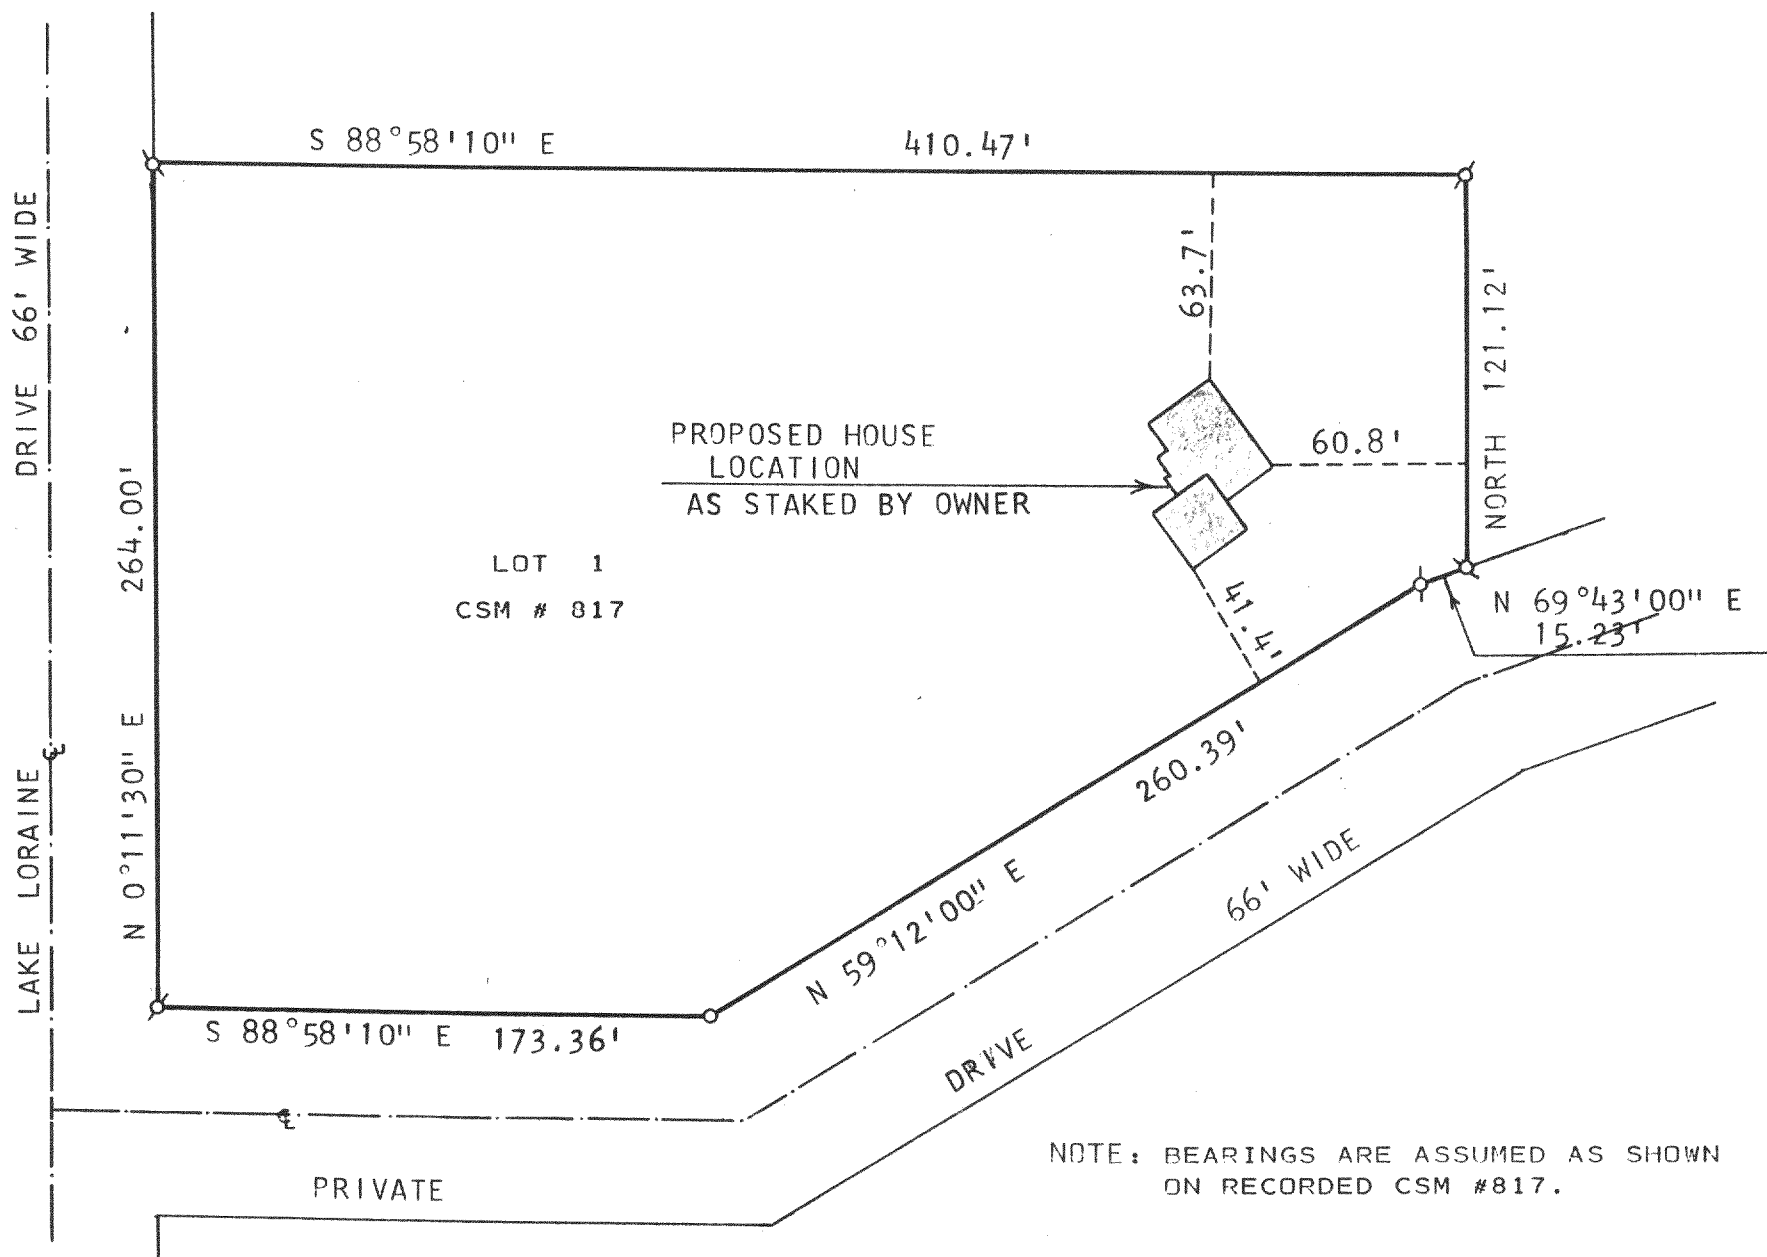 S 88°58'10" E 410.47'
DRIVE 66' WIDE
63.7'
NORTH 121.12'
PROPOSED HOUSE
LOCATION
AS STAKED BY OWNER
60.8'
264.00'
LOT 1
CSM # 817
41.4'
N 69°43'00" E
15.23'
N 0°11'30" E
LAKE LORAINE
℄
260.39'
N 59°12'00" E
66' WIDE
S 88°58'10" E 173.36'
DRIVE
℄
PRIVATE
NOTE: BEARINGS ARE ASSUMED AS SHOWN
ON RECORDED CSM #817.